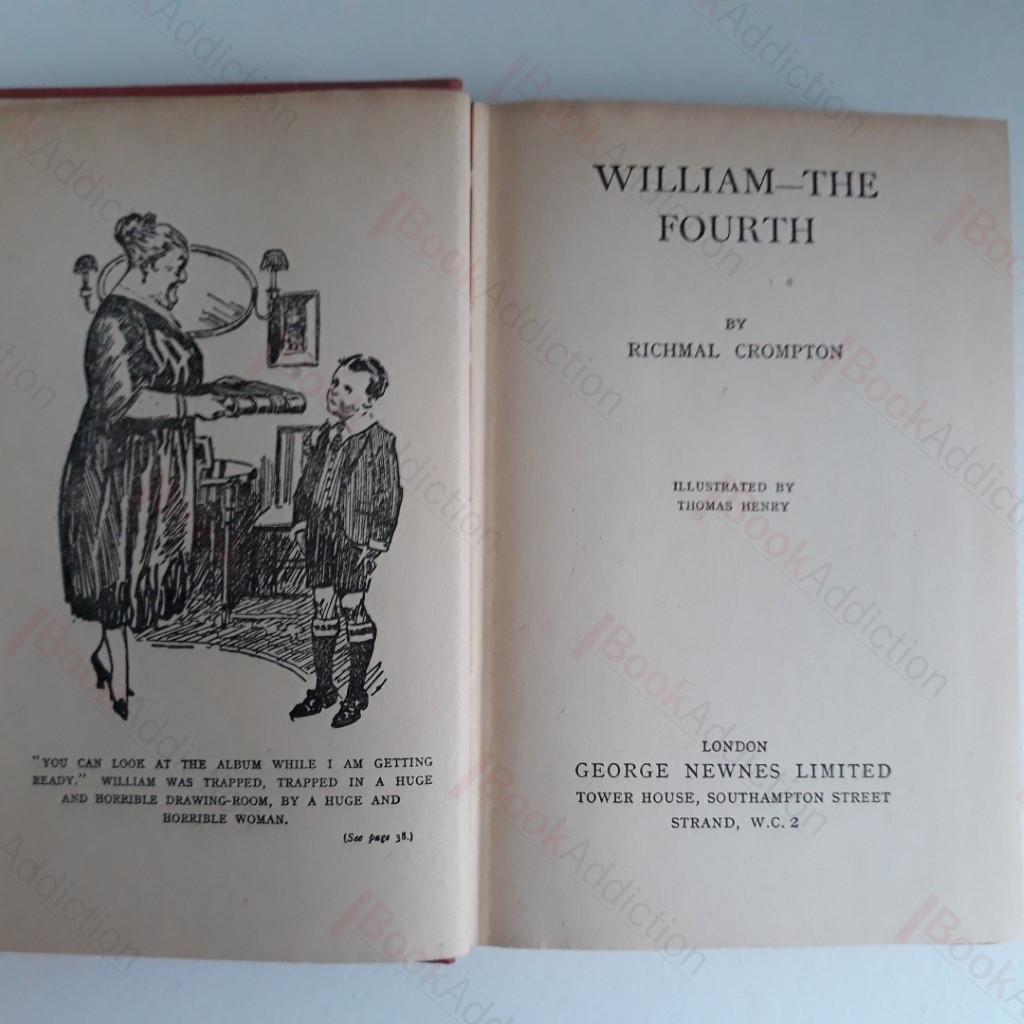 "YOU CAN LOOK AT THE ALBUM WHILE I AM GETTING
READY." WILLIAM WAS TRAPPED, TRAPPED IN A HUGE
AND HORRIBLE DRAWING-ROOM, BY A HUGE AND
HORRIBLE WOMAN.
(See page 38.)
WILLIAM—THE
FOURTH
BY
RICHMAL CROMPTON
ILLUSTRATED BY
THOMAS HENRY
LONDON
GEORGE NEWNES LIMITED
TOWER HOUSE, SOUTHAMPTON STREET
STRAND, W.C. 2
BookAddiction